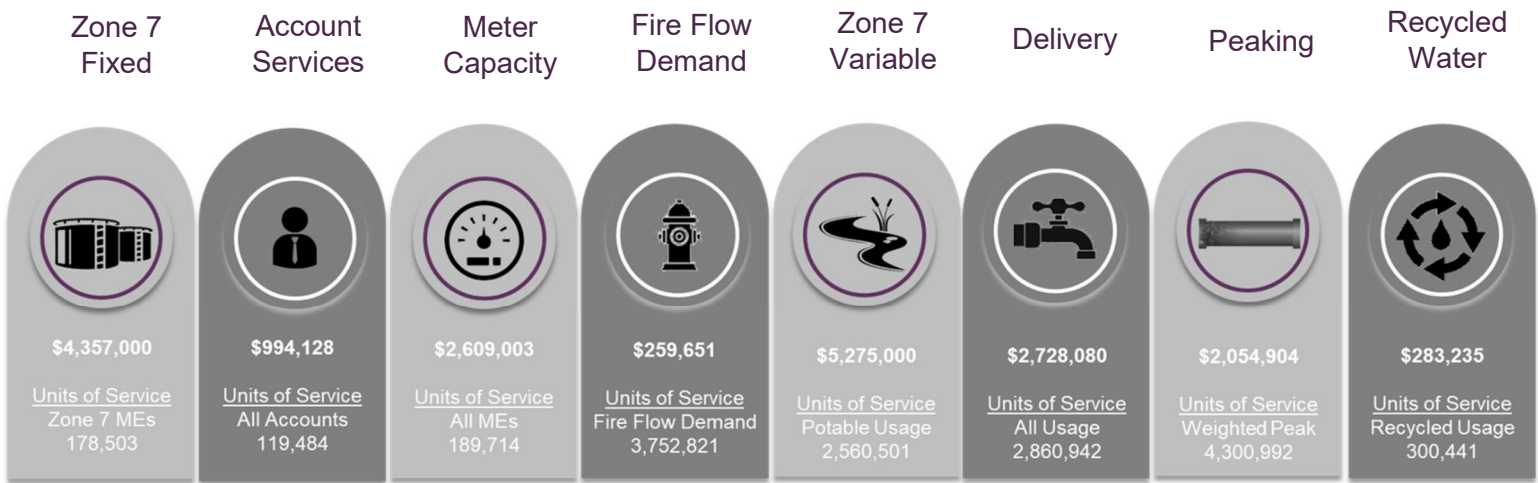 Zone 7
Fixed
Account
Services
Meter
Capacity
Fire Flow
Demand
Zone 7
Variable
Delivery
Peaking
Recycled
Water
$4,357,000
Units of Service
Zone 7 MEs
178,503
$994,128
Units of Service
All Accounts
119,484
$2,609,003
Units of Service
All MEs
189,714
$259,651
Units of Service
Fire Flow Demand
3,752,821
$5,275,000
Units of Service
Potable Usage
2,560,501
$2,728,080
Units of Service
All Usage
2,860,942
$2,054,904
Units of Service
Weighted Peak
4,300,992
$283,235
Units of Service
Recycled Usage
300,441